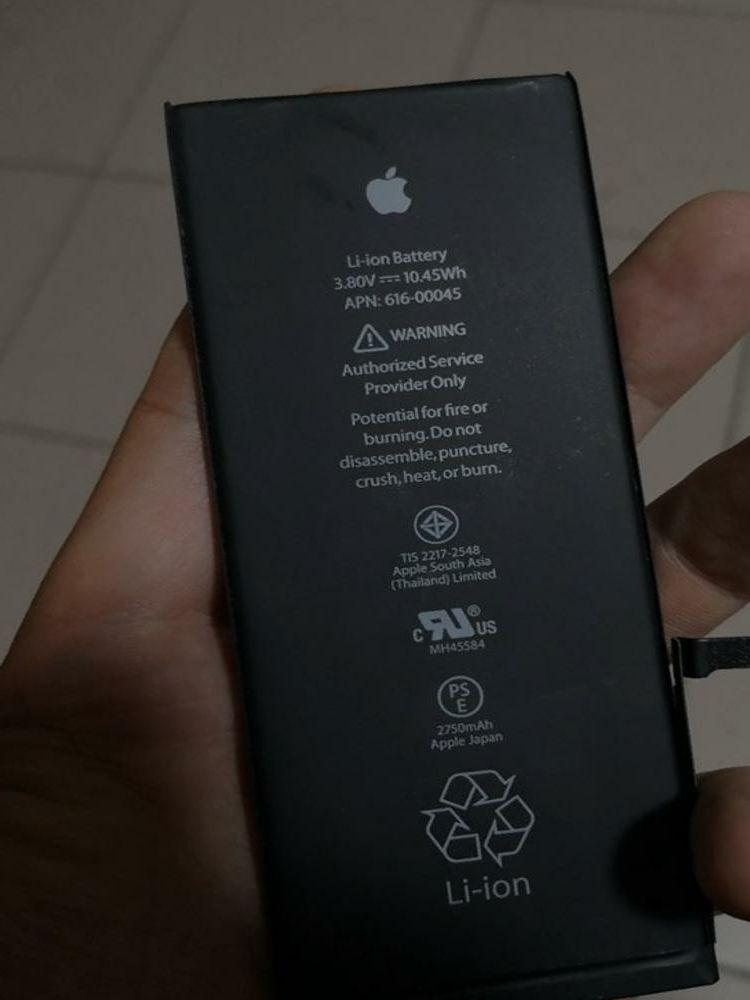 Li-ion Battery
3.80V ⎓ 10.45Wh
APN: 616-00045
WARNING
Authorized Service
Provider Only
Potential for fire or
burning. Do not
disassemble, puncture,
crush, heat, or burn.
TIS 2217-2548
Apple South Asia
(Thailand) Limited
c RU® US
MH45584
PS
E
2750mAh
Apple Japan
Li-ion